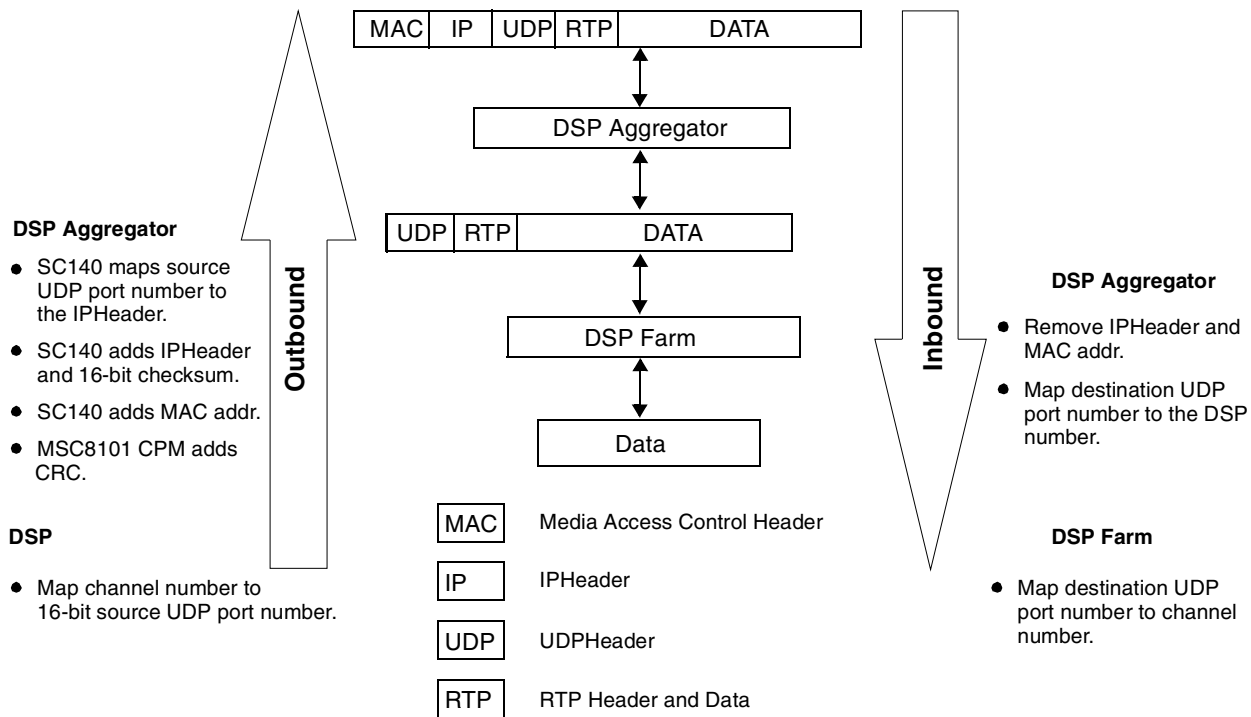 MAC IP UDP RTP DATA
DSP Aggregator
UDP RTP DATA
DSP Farm
Data
Outbound
Inbound
DSP Aggregator
● SC140 maps source
UDP port number to
the IPHeader.
● SC140 adds IPHeader
and 16-bit checksum.
● SC140 adds MAC addr.
● MSC8101 CPM adds
CRC.
DSP
● Map channel number to
16-bit source UDP port number.
DSP Aggregator
● Remove IPHeader and
MAC addr.
● Map destination UDP
port number to the DSP
number.
DSP Farm
● Map destination UDP
port number to channel
number.
MAC Media Access Control Header
IP IPHeader
UDP UDPHeader
RTP RTP Header and Data